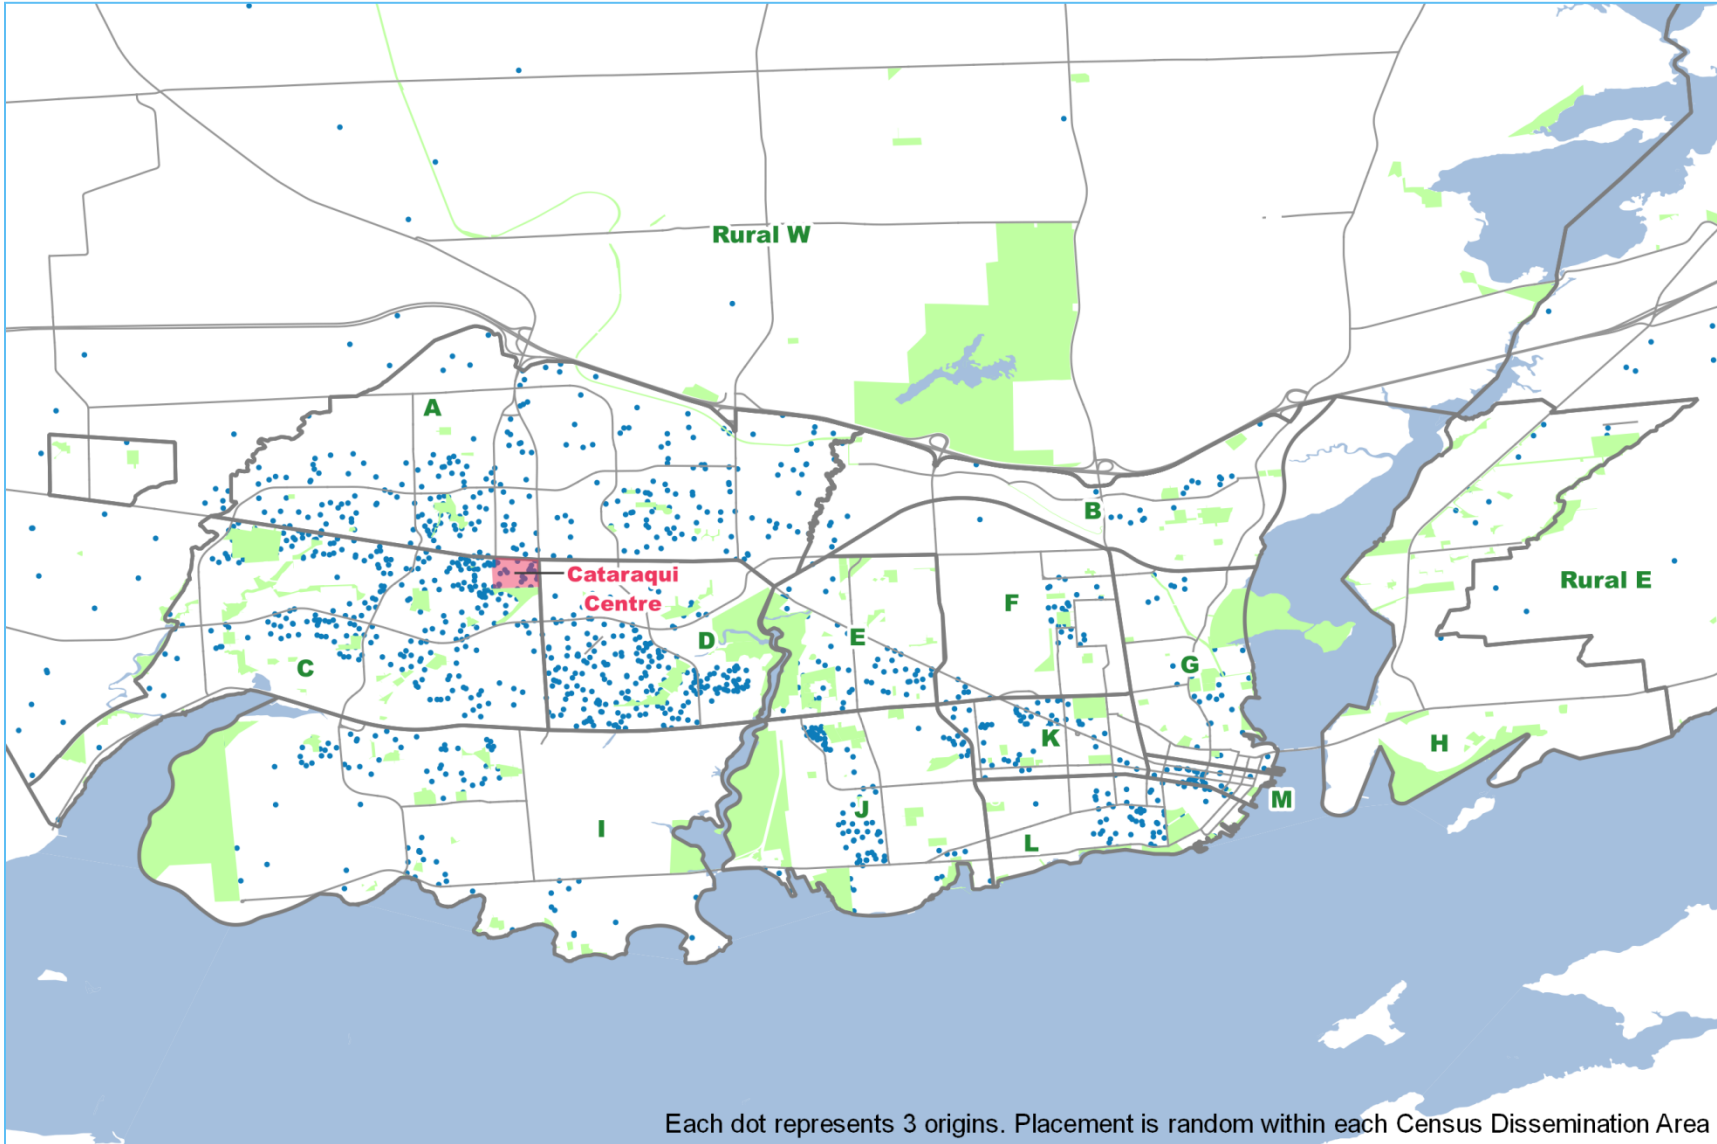 Rural W
A
B
Cataraqui
Centre
Rural E
F
D
E
C
G
K
H
M
J
I
L
Each dot represents 3 origins. Placement is random within each Census Dissemination Area